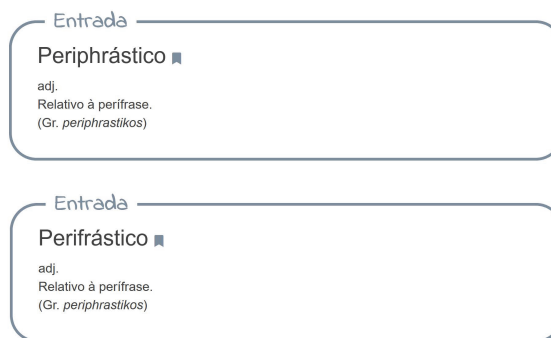 Entrada
Periphrástico
adj.
Relativo à perífrase.
(Gr. periphrastikos)
Entrada
Perifrástico
adj.
Relativo à perífrase.
(Gr. periphrastikos)